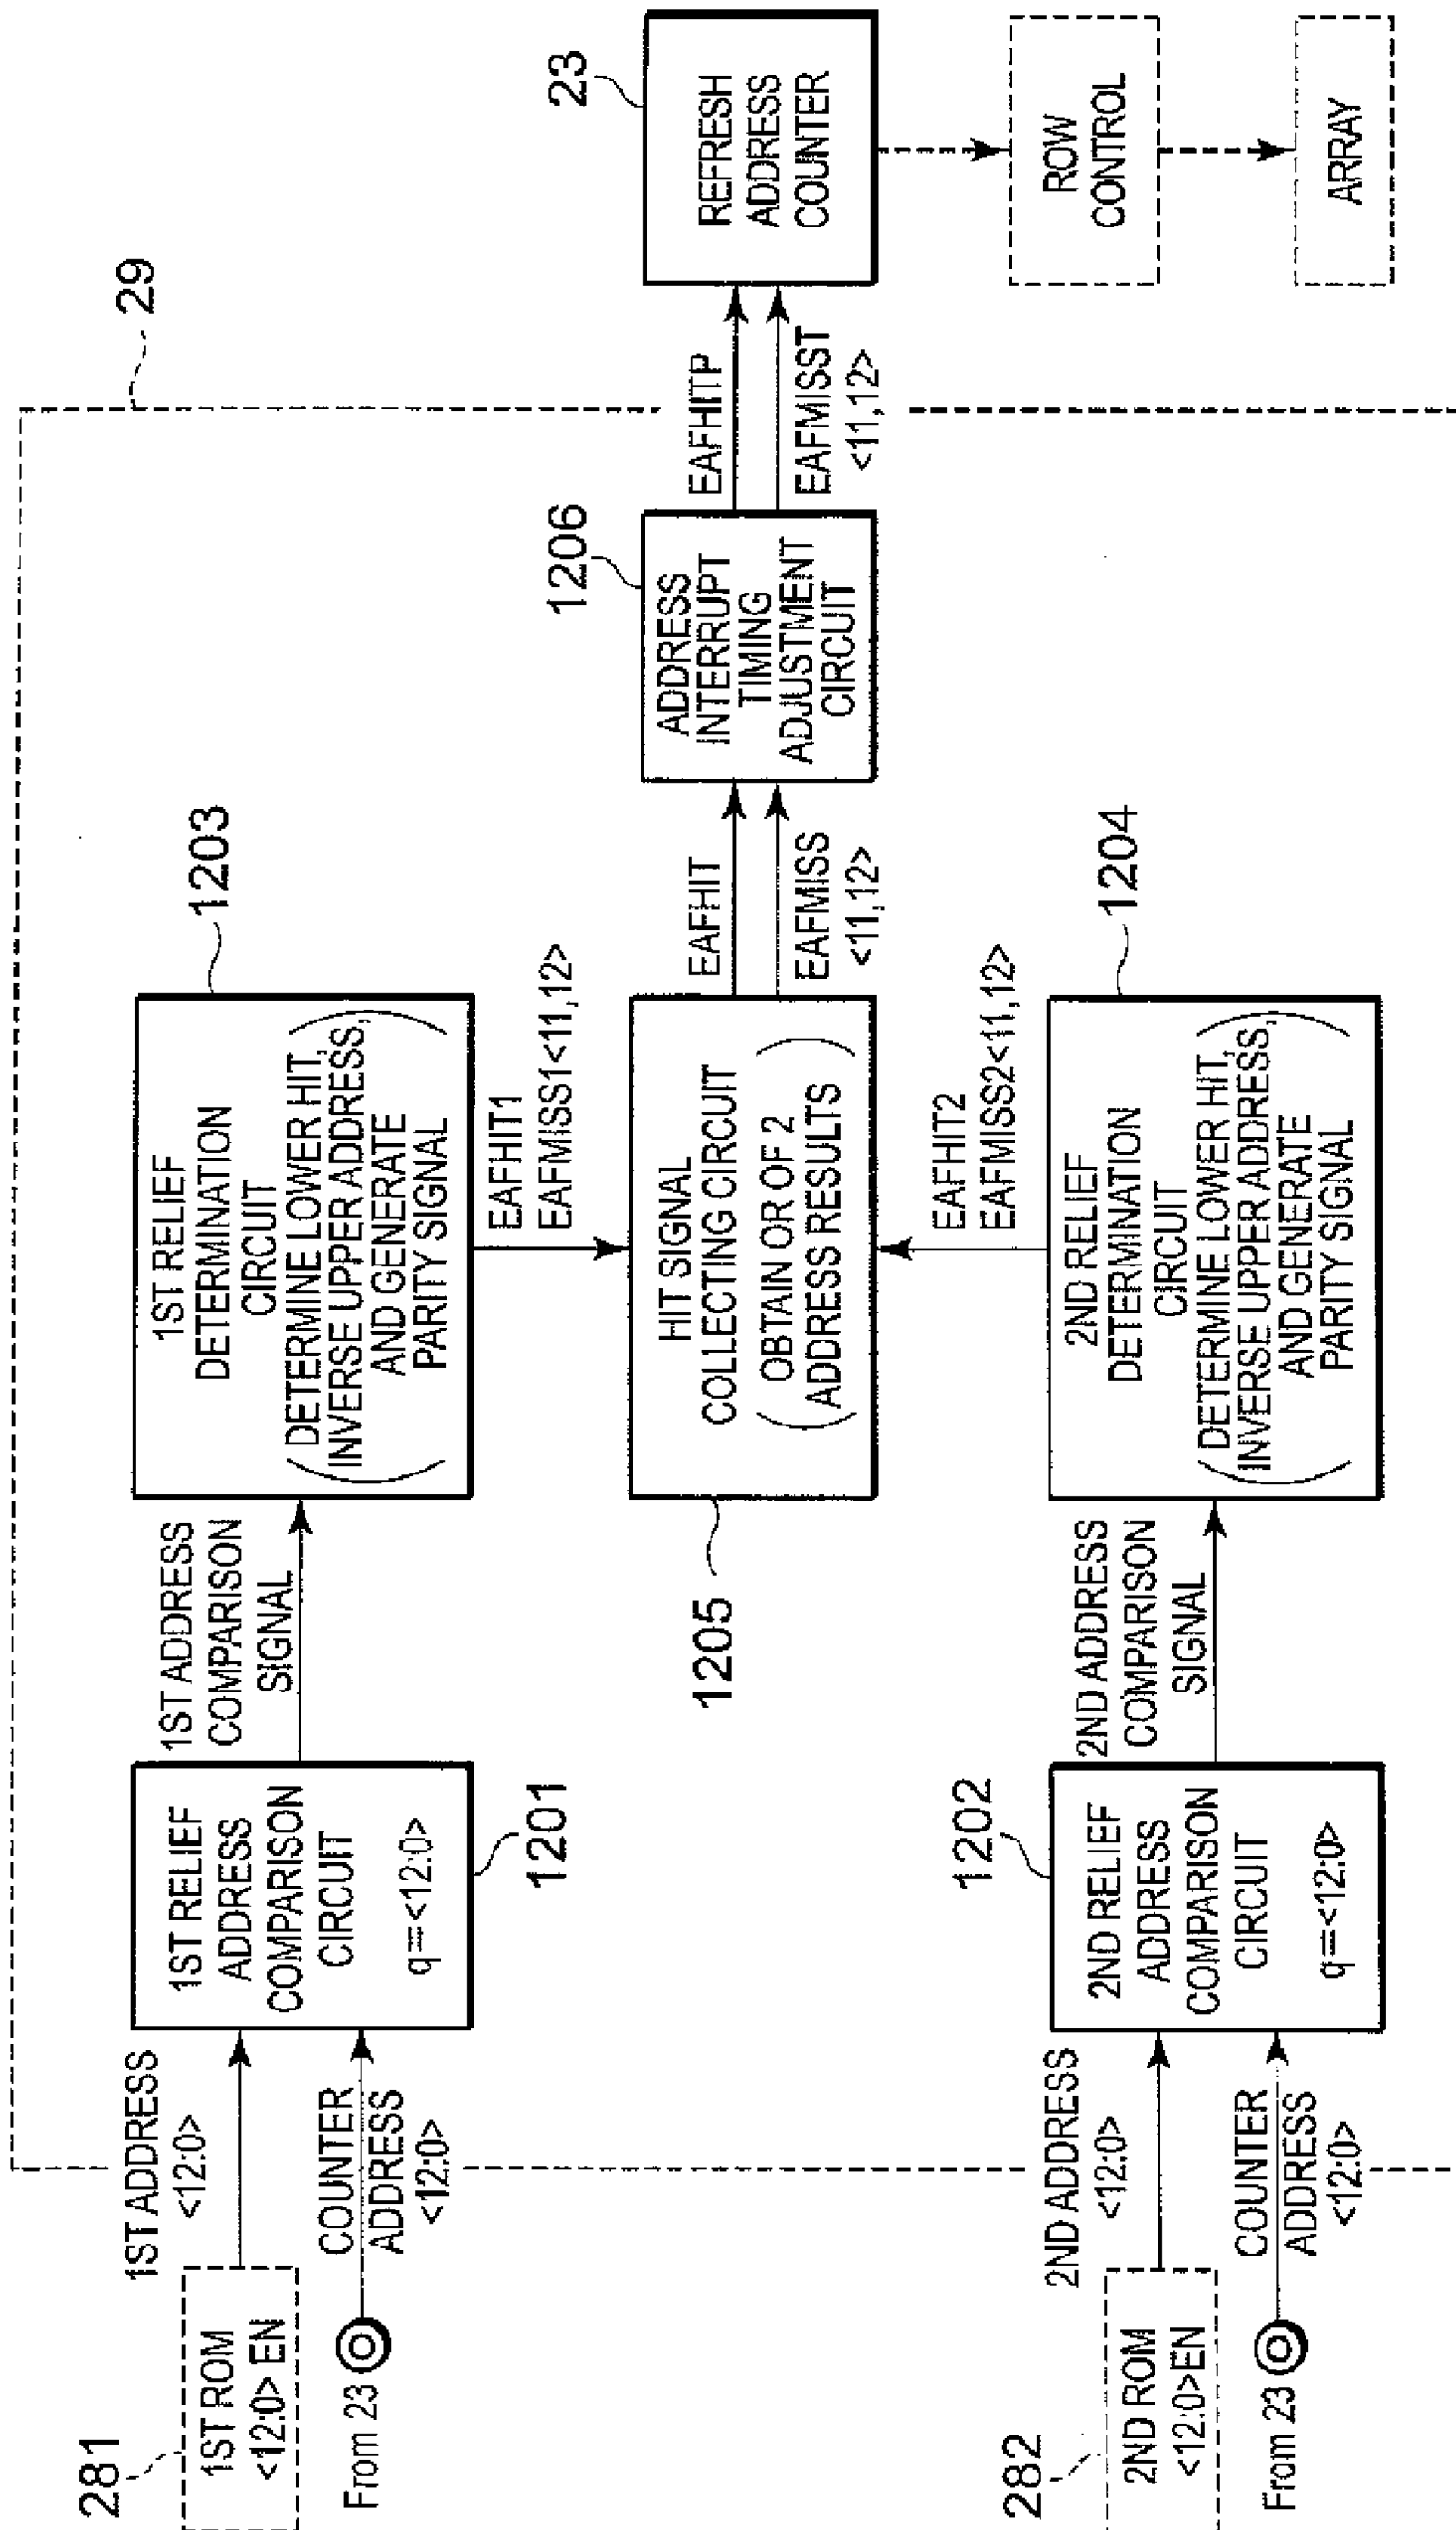 281
1ST ROM
<12:0> EN
From 23
1ST ADDRESS
<12:0>
COUNTER
ADDRESS
<12:0>
1ST RELIEF
ADDRESS
COMPARISON
CIRCUIT
q=<12:0>
1201
1ST ADDRESS
COMPARISON
SIGNAL
1ST RELIEF
DETERMINATION
CIRCUIT
DETERMINE LOWER HIT,
INVERSE UPPER ADDRESS,
AND GENERATE
PARITY SIGNAL
1203
EAFHIT1
EAFMISS1<11,12>
29
282
2ND ROM
<12:0>EN
From 23
2ND ADDRESS
<12:0>
COUNTER
ADDRESS
<12:0>
2ND RELIEF
ADDRESS
COMPARISON
CIRCUIT
q=<12:0>
1202
2ND ADDRESS
COMPARISON
SIGNAL
2ND RELIEF
DETERMINATION
CIRCUIT
DETERMINE LOWER HIT,
INVERSE UPPER ADDRESS,
AND GENERATE
PARITY SIGNAL
1204
EAFHIT2
EAFMISS2<11,12>
HIT SIGNAL
COLLECTING CIRCUIT
OBTAIN OR OF 2
ADDRESS RESULTS
1205
EAFHIT
EAFMISS
<11,12>
ADDRESS
INTERRUPT
TIMING
ADJUSTMENT
CIRCUIT
1206
EAFHITP
EAFMISST
<11,12>
REFRESH
ADDRESS
COUNTER
23
ROW
CONTROL
ARRAY